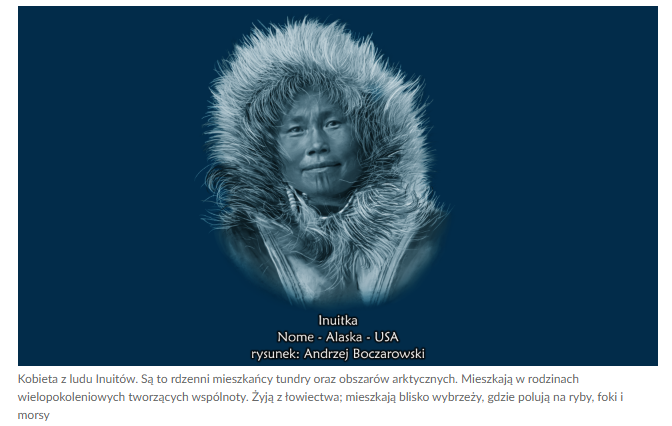 Inuitka
Nome - Alaska - USA
rysunek: Andrzej Boczarowski
Kobieta z ludu Inuitów. Są to rdzenni mieszkańcy tundry oraz obszarów arktycznych. Mieszkają w rodzinach
wielopokoleniowych tworzących wspólnoty. Żyją z łowiectwa; mieszkają blisko wybrzeży, gdzie polują na ryby, foki i
morsy